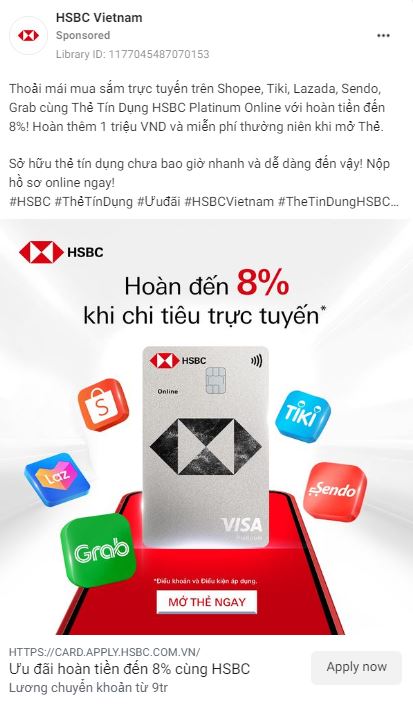 HSBC Vietnam
Sponsored
Library ID: 1177045487070153
Thoải mái mua sắm trực tuyến trên Shopee, Tiki, Lazada, Sendo,
Grab cùng Thẻ Tín Dụng HSBC Platinum Online với hoàn tiền đến
8%! Hoàn thêm 1 triệu VND và miễn phí thường niên khi mở Thẻ.
Sở hữu thẻ tín dụng chưa bao giờ nhanh và dễ dàng đến vậy! Nộp
hồ sơ online ngay!
#HSBC #ThẻTínDụng #Ưuđãi #HSBCVietnam #TheTinDungHSBC...
HSBC
Hoàn đến 8%
khi chi tiêu trực tuyến*
HSBC
Online
S
TIKI
Laz
Sendo
Grab
VISA
Platinum
*Điều khoản và Điều kiện áp dụng.
MỞ THẺ NGAY
HTTPS://CARD.APPLY.HSBC.COM.VN/
Ưu đãi hoàn tiền đến 8% cùng HSBC
Lương chuyển khoản từ 9tr
Apply now